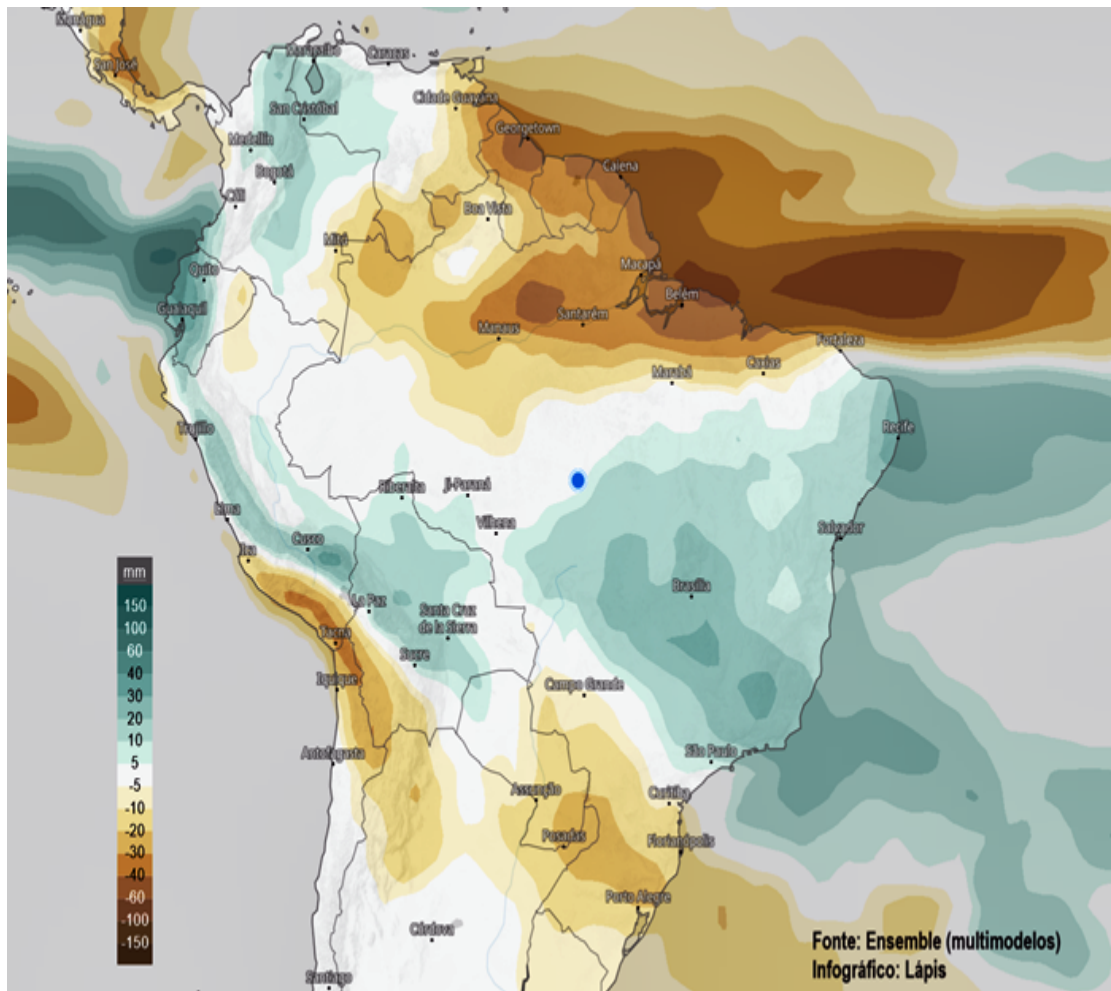 Manágua
San José
Maracaibo
Caracas
San Cristóbal
Cidade Guayana
Georgetown
Medellín
Bogotá
Caiena
Cáli
Boa Vista
Mitú
Macapá
Quito
Belém
Guaiaquil
Santarém
Manaus
Fortaleza
Marabá
Caxias
Trujillo
Recife
Riberalta
Ji-Paraná
Lima
Vilhena
Salvador
Cusco
Ica
Brasília
La Paz
Santa Cruz
de la Sierra
Tacna
Sucre
Iquique
Campo Grande
Antofagasta
São Paulo
Assunção
Curitiba
Posadas
Florianópolis
Porto Alegre
Córdova
Santiago
mm
150
100
60
40
30
20
10
5
-5
-10
-20
-30
-40
-60
-100
-150
Fonte: Ensemble (multimodelos)
Infográfico: Lápis